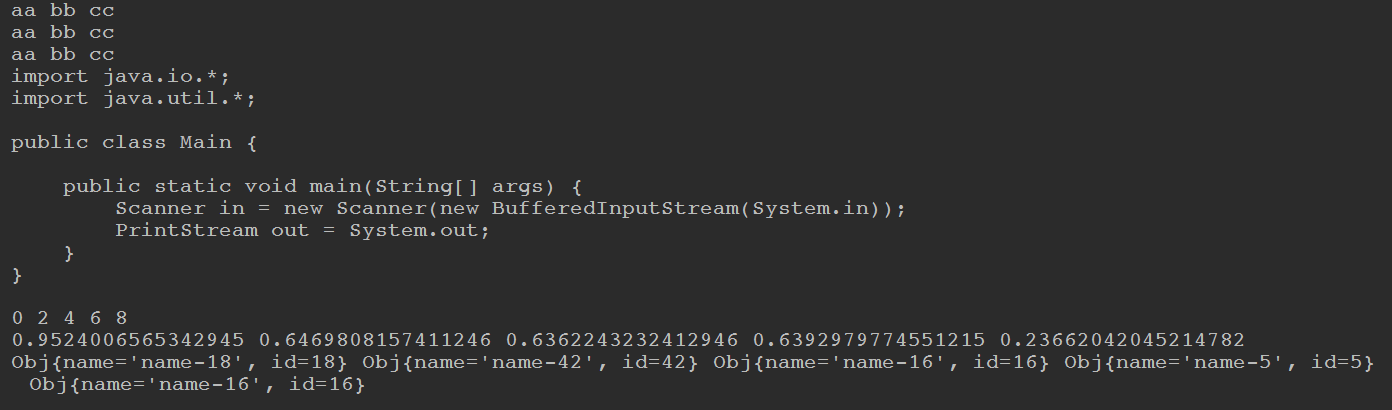 aa bb cc
aa bb cc
aa bb cc
import java.io.*;
import java.util.*;

public class Main {

    public static void main(String[] args) {
        Scanner in = new Scanner(new BufferedInputStream(System.in));
        PrintStream out = System.out;
    }
}

0 2 4 6 8
0.9524006565342945 0.6469808157411246 0.6362243232412946 0.6392979774551215 0.23662042045214782
Obj{name='name-18', id=18} Obj{name='name-42', id=42} Obj{name='name-16', id=16} Obj{name='name-5', id=5}
 Obj{name='name-16', id=16}